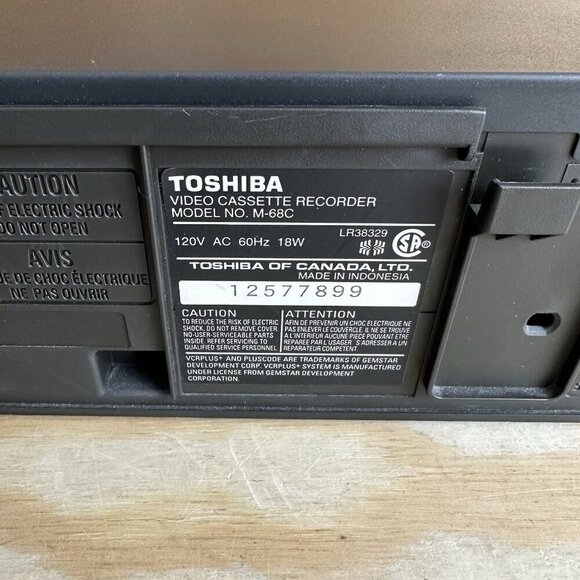 CAUTION
OF ELECTRIC SHOCK
DO NOT OPEN
AVIS
DE CHOC ÉLECTRIQUE
NE PAS OUVRIR
TOSHIBA
VIDEO CASSETTE RECORDER
MODEL NO. M-68C
120V AC 60Hz 18W
LR38329
TOSHIBA OF CANADA, LTD.
MADE IN INDONESIA
12577899
CAUTION
TO REDUCE THE RISK OF ELECTRIC
SHOCK, DO NOT REMOVE COVER
NO-USER-SERVICEABLE PARTS
INSIDE. REFER SERVICING TO
QUALIFIED SERVICE PERSONNEL.
ATTENTION
AFIN DE PREVENIR UN CHOC ELECTRIQUE NE
PAS ENLEVER LE COUVERCLE. IL NE SE TROUVE
A L'INTERIEUR AUCUNE PIECE POUVANT ETRE
REPAREE PAR L'USAGER. S'ADRESSER A UN
REPARATEUR COMPETENT.
VCRPLUS+ AND PLUSCODE ARE TRADEMARKS OF GEMSTAR
DEVELOPMENT CORP. VCRPLUS+ SYSTEM IS MANUFACTURED
UNDER LICENSE FROM GEMSTAR DEVELOPMENT
CORPORATION.